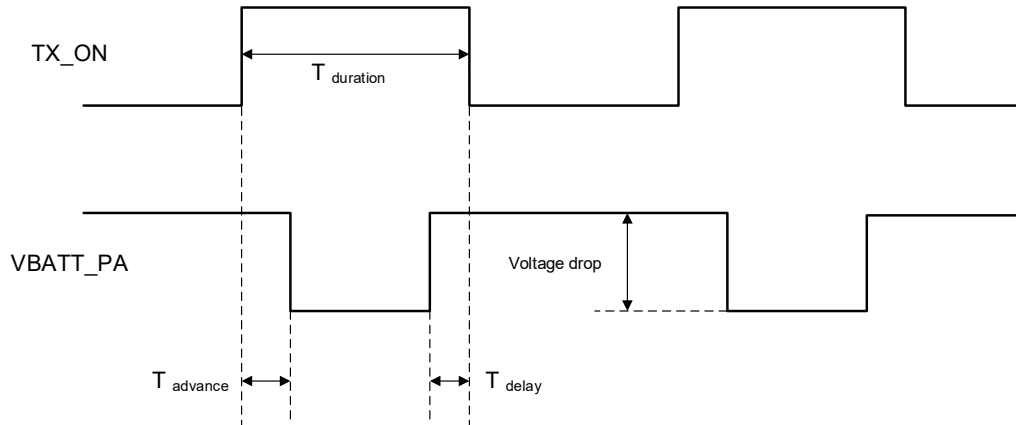 TX_ON
T duration
VBATT_PA
Voltage drop
T advance
T delay